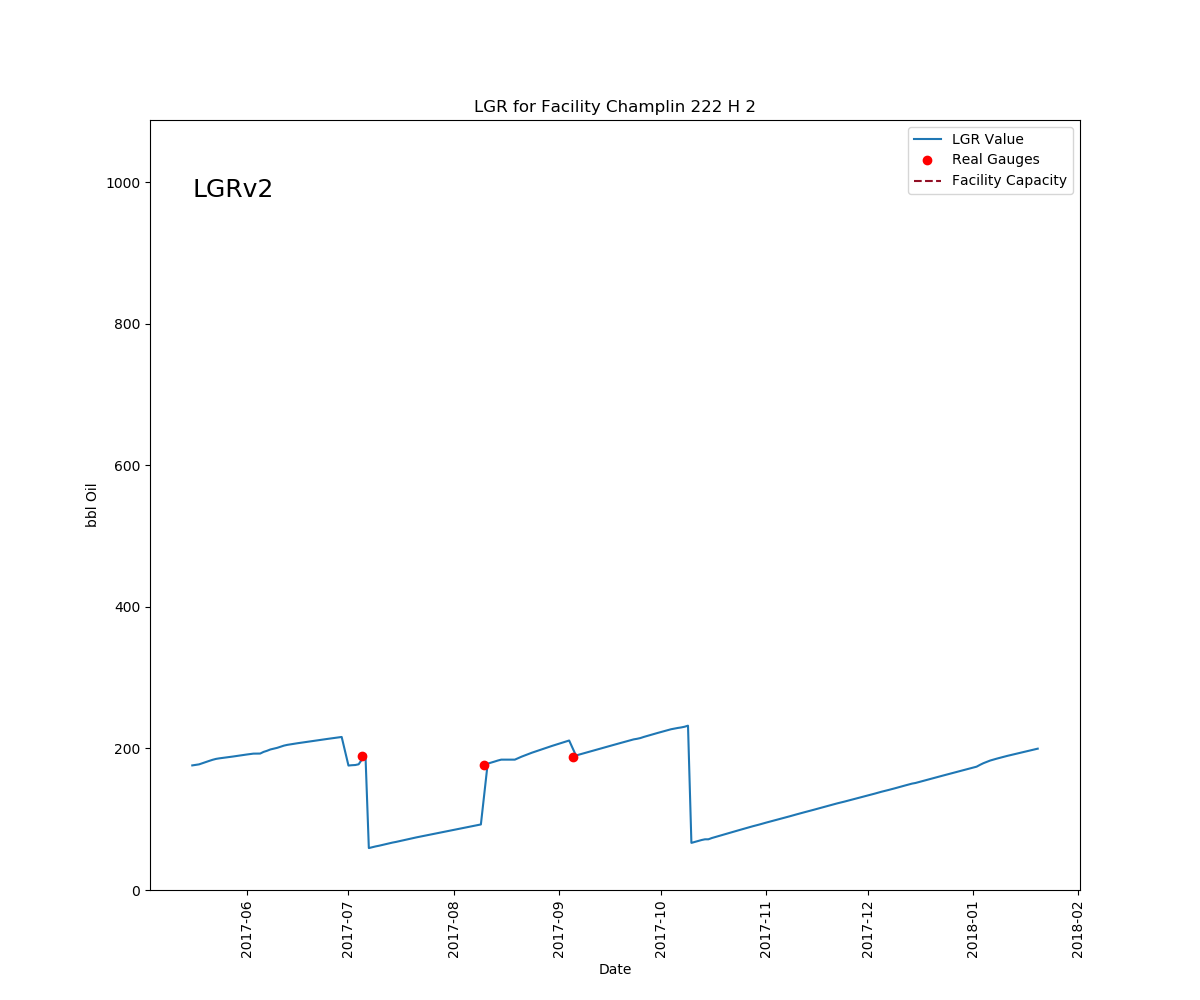 LGR for Facility Champlin 222 H 2
LGRv2
LGR Value
Real Gauges
Facility Capacity
1000
800
600
400
200
0
bbl Oil
2017-06
2017-07
2017-08
2017-09
2017-10
2017-11
2017-12
2018-01
2018-02
Date